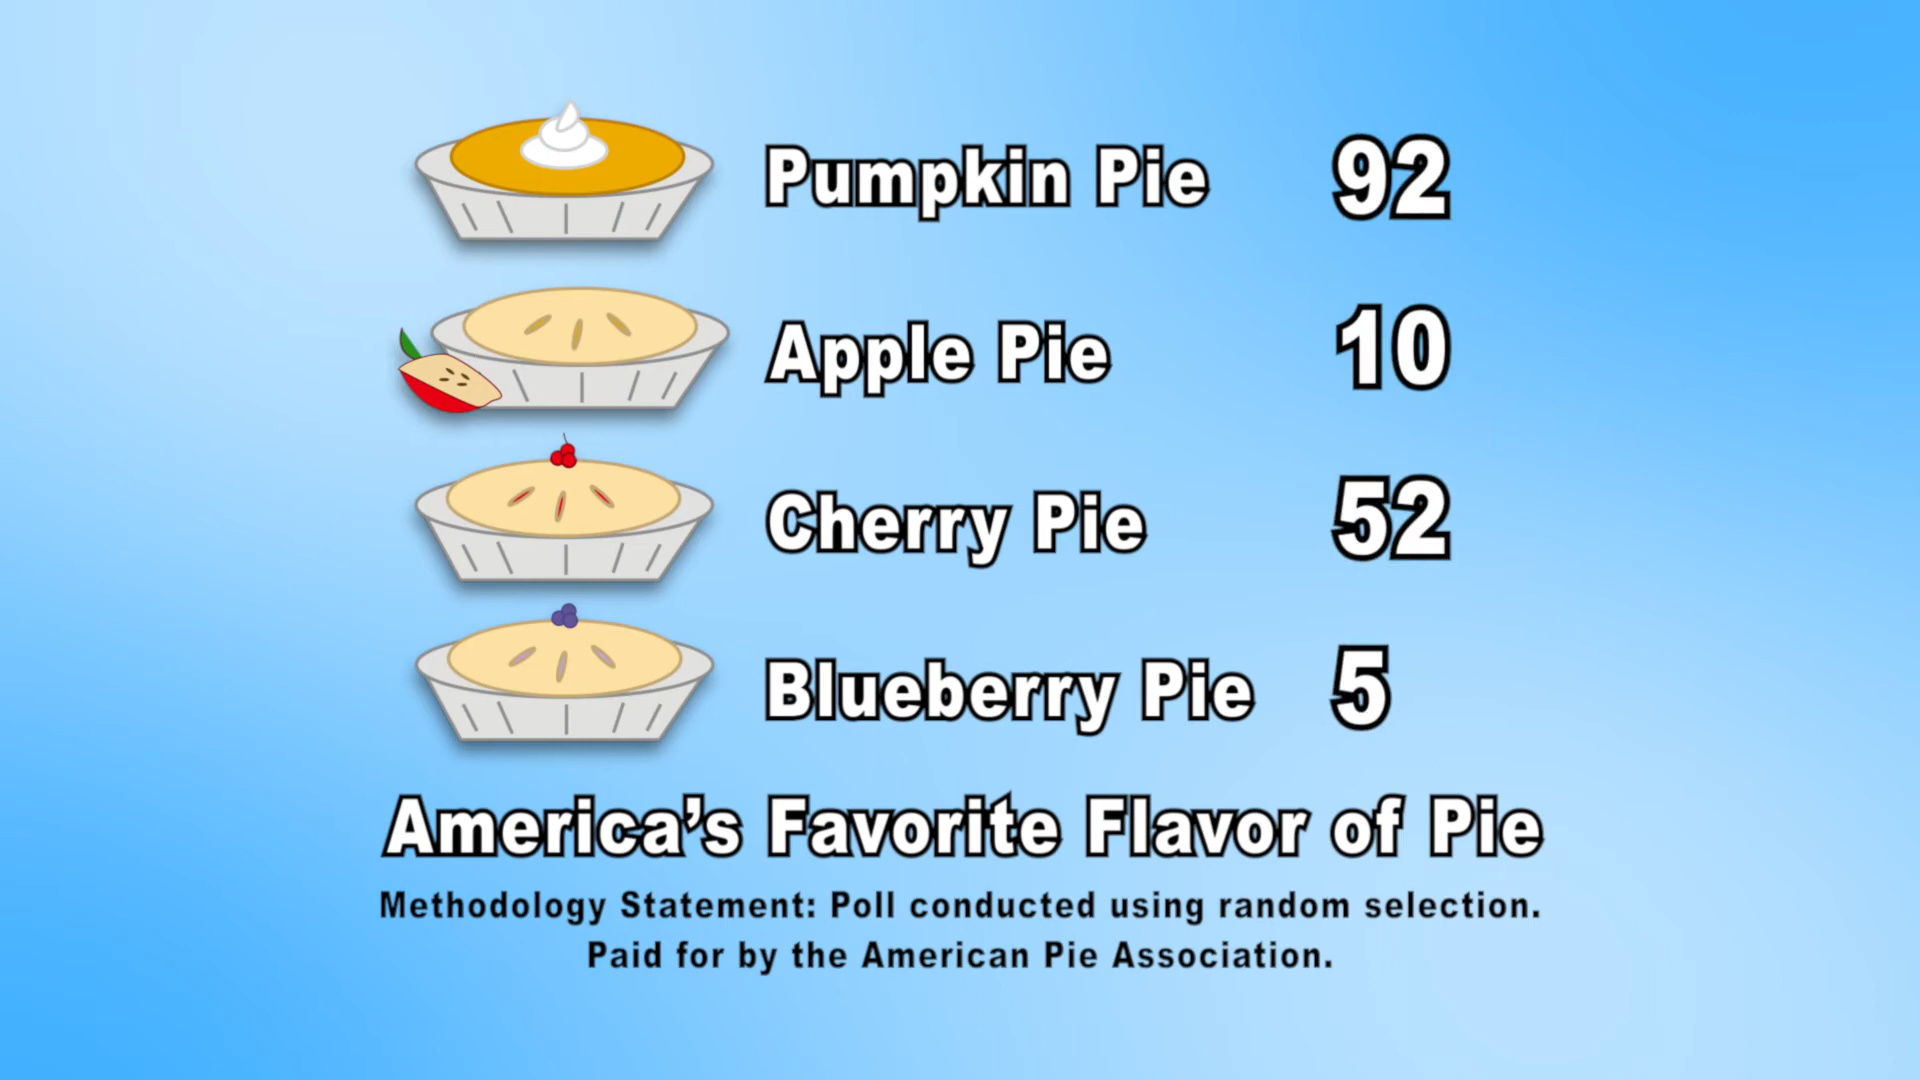 Pumpkin Pie 92
Apple Pie 10
Cherry Pie 52
Blueberry Pie 5
America’s Favorite Flavor of Pie
Methodology Statement: Poll conducted using random selection.
Paid for by the American Pie Association.